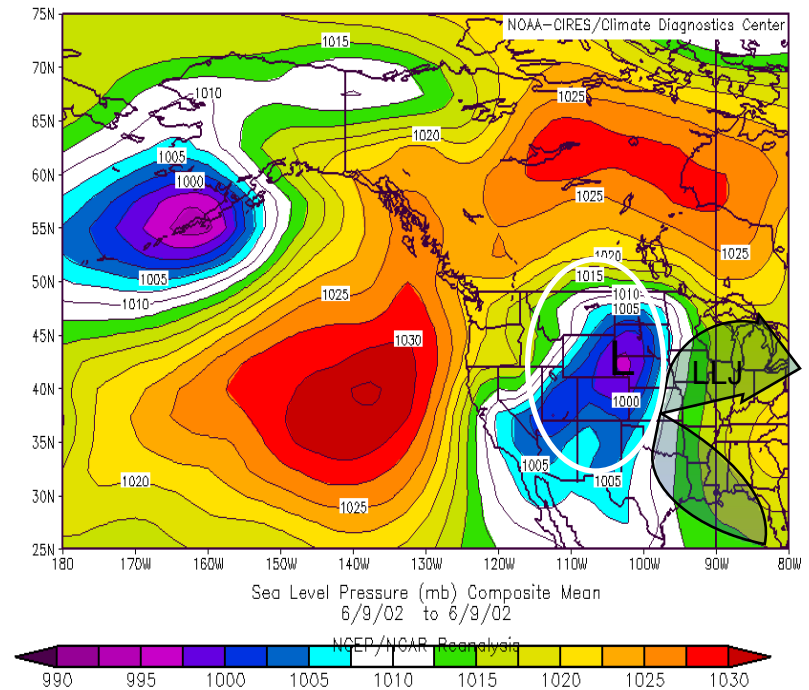 75N
NOAA-CIRES/Climate Diagnostics Center
70N
65N
60N
55N
50N
45N
40N
35N
30N
25N
1015
1010
1025
1020
1005
1000
1025
1005
1025
1010
1020
1015
1025
1010
1005
1030
L
LLJ
1000
1005
1020
1005
1025
180 170W 160W 150W 140W 130W 120W 110W 100W 90W 80W
Sea Level Pressure (mb) Composite Mean
6/9/02 to 6/9/02
NCEP/NCAR Reanalysis
990 995 1000 1005 1010 1015 1020 1025 1030